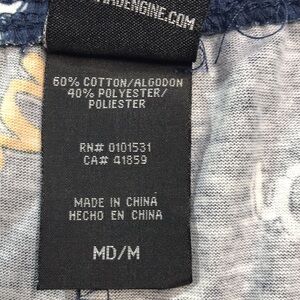 60% COTTON/ALGODON
40% POLYESTER/
POLIESTER
RN# 0101531
CA# 41859
MADE IN CHINA
HECHO EN CHINA
MD/M